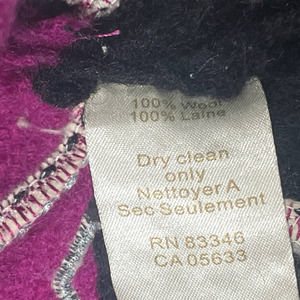 100% Wool
100% Laine
Dry clean
only
Nettoyer A
Sec Seulement
RN 83346
CA 05633